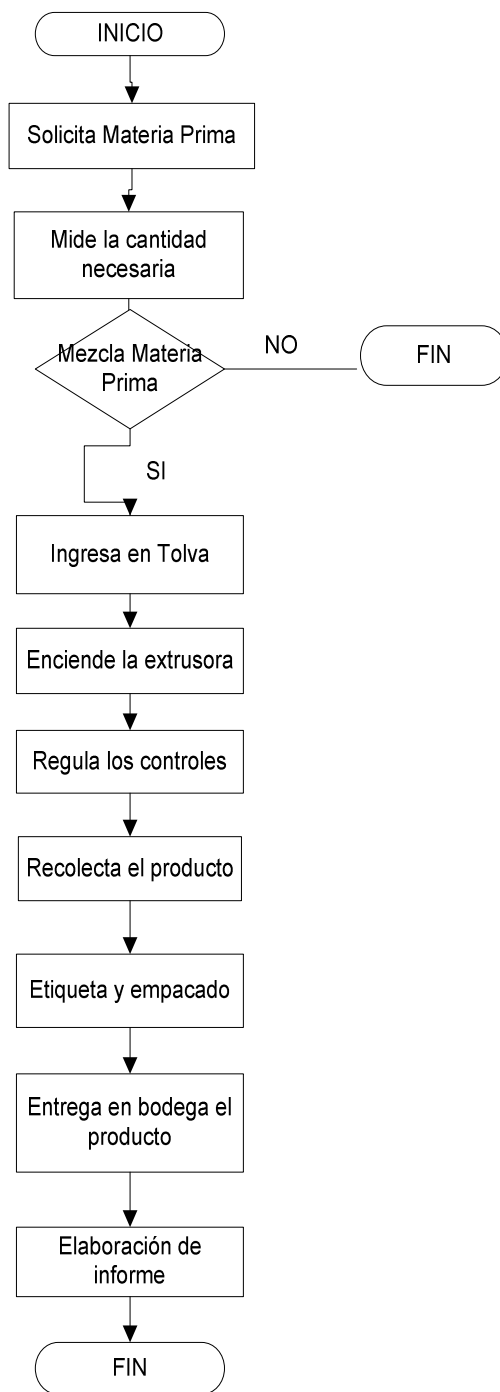 INICIO
Solicita Materia Prima
Mide la cantidad
necesaria
Mezcla Materia
Prima
NO
FIN
SI
Ingresa en Tolva
Enciende la extrusora
Regula los controles
Recolecta el producto
Etiqueta y empacado
Entrega en bodega el
producto
Elaboración de
informe
FIN